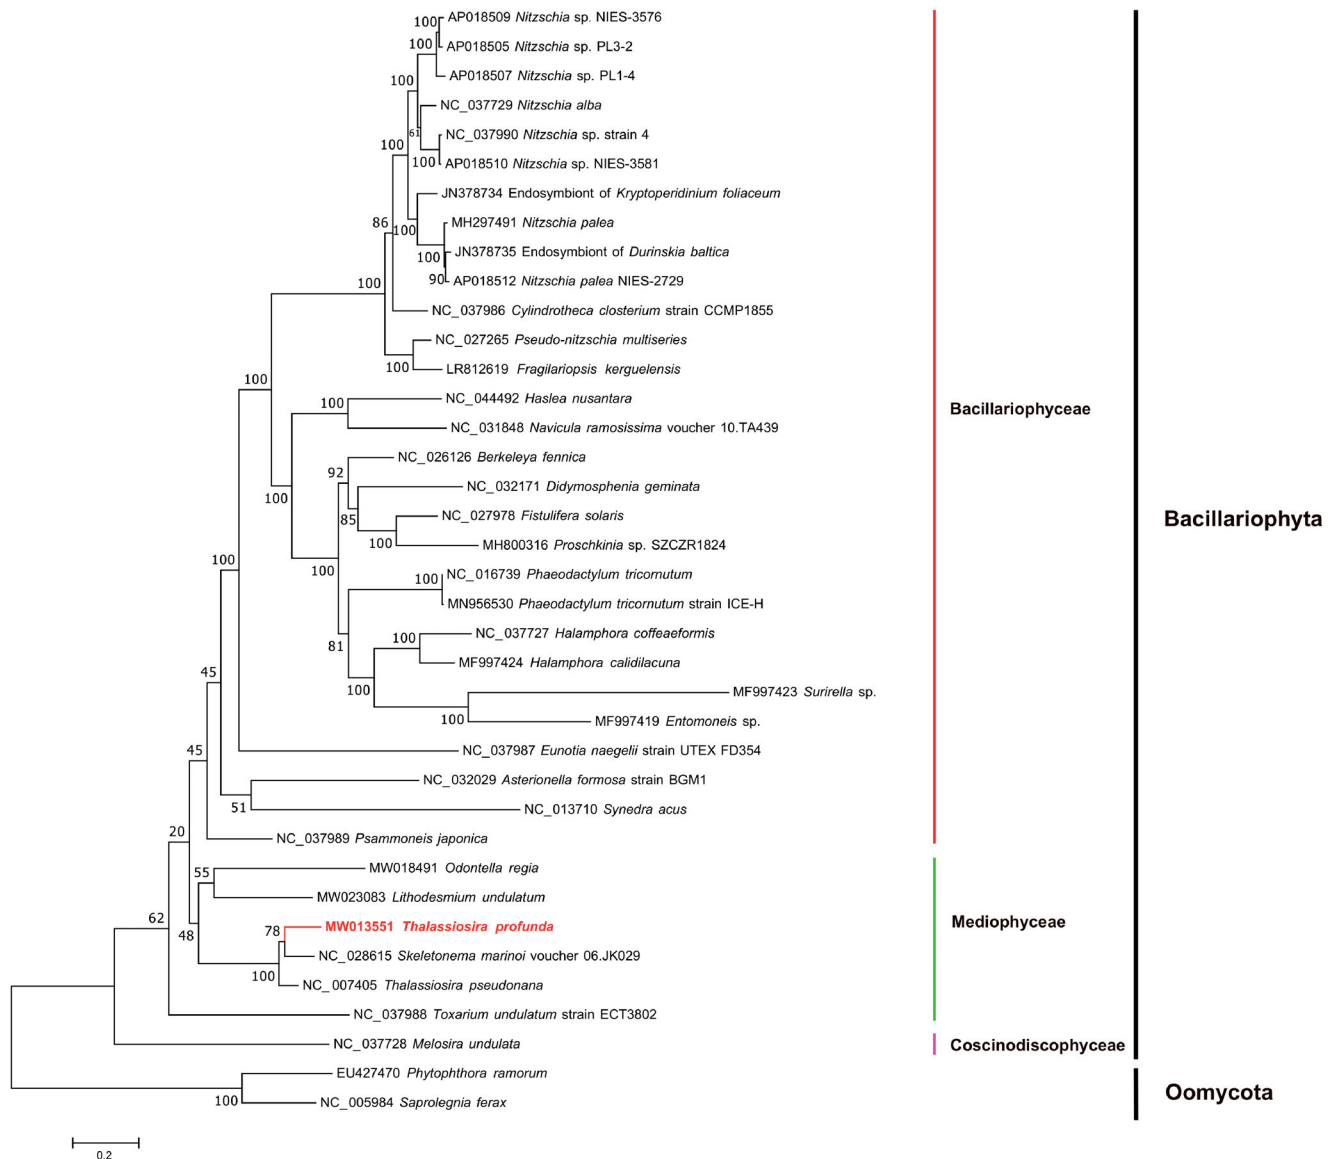 100 AP018509 Nitzschia sp. NIES-3576
100 AP018505 Nitzschia sp. PL3-2
100 AP018507 Nitzschia sp. PL1-4
NC_037729 Nitzschia alba
61 NC_037990 Nitzschia sp. strain 4
100
100 AP018510 Nitzschia sp. NIES-3581
JN378734 Endosymbiont of Kryptoperidinium foliaceum
86 100 MH297491 Nitzschia palea
100 JN378735 Endosymbiont of Durinskia baltica
100 90 AP018512 Nitzschia palea NIES-2729
NC_037986 Cylindrotheca closterium strain CCMP1855
NC_027265 Pseudo-nitzschia multiseries
100 LR812619 Fragilariopsis kerguelensis
100
100 NC_044492 Haslea nusantara
Bacillariophyceae
NC_031848 Navicula ramosissima voucher 10.TA439
NC_026126 Berkeleya fennica
92
100 NC_032171 Didymosphenia geminata
85 NC_027978 Fistulifera solaris
Bacillariophyta
100 MH800316 Proschkinia sp. SZCZR1824
100 100
100 NC_016739 Phaeodactylum tricornutum
MN956530 Phaeodactylum tricornutum strain ICE-H
NC_037727 Halamphora coffeaeformis
81 100
45 MF997424 Halamphora calidilacuna
100 MF997423 Surirella sp.
100 MF997419 Entomoneis sp.
45 NC_037987 Eunotia naegelii strain UTEX FD354
NC_032029 Asterionella formosa strain BGM1
51 NC_013710 Synedra acus
20 NC_037989 Psammoneis japonica
55 MW018491 Odontella regia
MW023083 Lithodesmium undulatum
62 Mediophyceae
48 78 MW013551 Thalassiosira profunda
NC_028615 Skeletonema marinoi voucher 06.JK029
100 NC_007405 Thalassiosira pseudonana
NC_037988 Toxarium undulatum strain ECT3802
NC_037728 Melosira undulata
Coscinodiscophyceae
EU427470 Phytophthora ramorum
Oomycota
100 NC_005984 Saprolegnia ferax
0.2